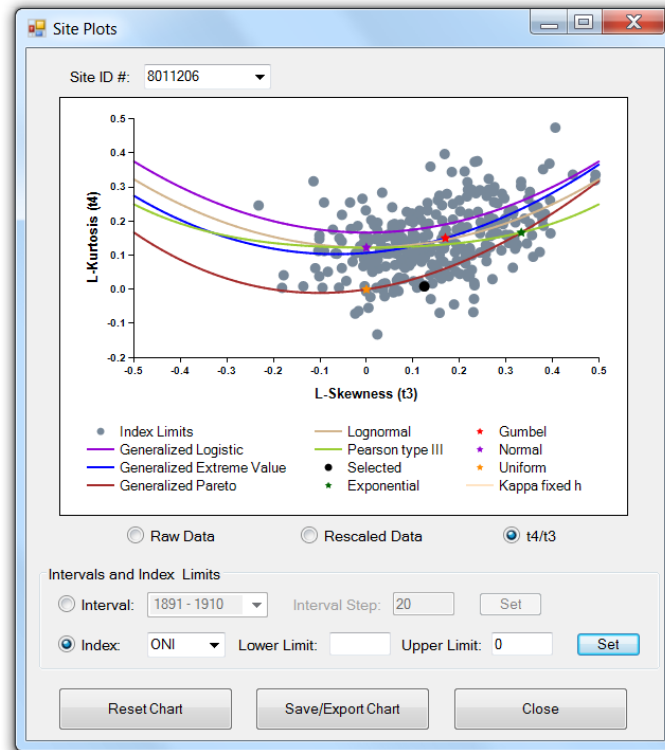 Site Plots
Site ID #: 8011206
0.5
0.4
0.3
0.2
0.1
0.0
-0.1
-0.2
L-Kurtosis (t4)
-0.5 -0.4 -0.3 -0.2 -0.1 0 0.1 0.2 0.3 0.4 0.5
L-Skewness (t3)
Index Limits Lognormal Gumbel
Generalized Logistic Pearson type III Normal
Generalized Extreme Value Selected Uniform
Generalized Pareto Exponential Kappa fixed h
Raw Data Rescaled Data t4/t3
Intervals and Index Limits
Interval: 1891 - 1910 Interval Step: 20 Set
Index: ONI Lower Limit: Upper Limit: 0 Set
Reset Chart Save/Export Chart Close